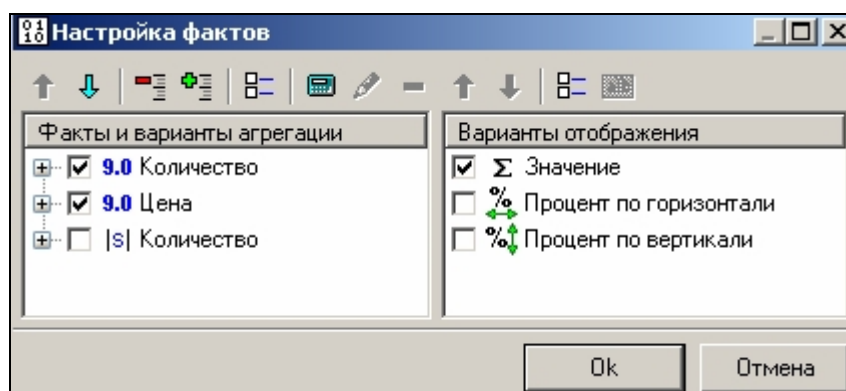 Настройка фактов
Факты и варианты агрегации
9.0 Количество
9.0 Цена
|S| Количество
Варианты отображения
Σ Значение
% Процент по горизонтали
% Процент по вертикали
Ok
Отмена